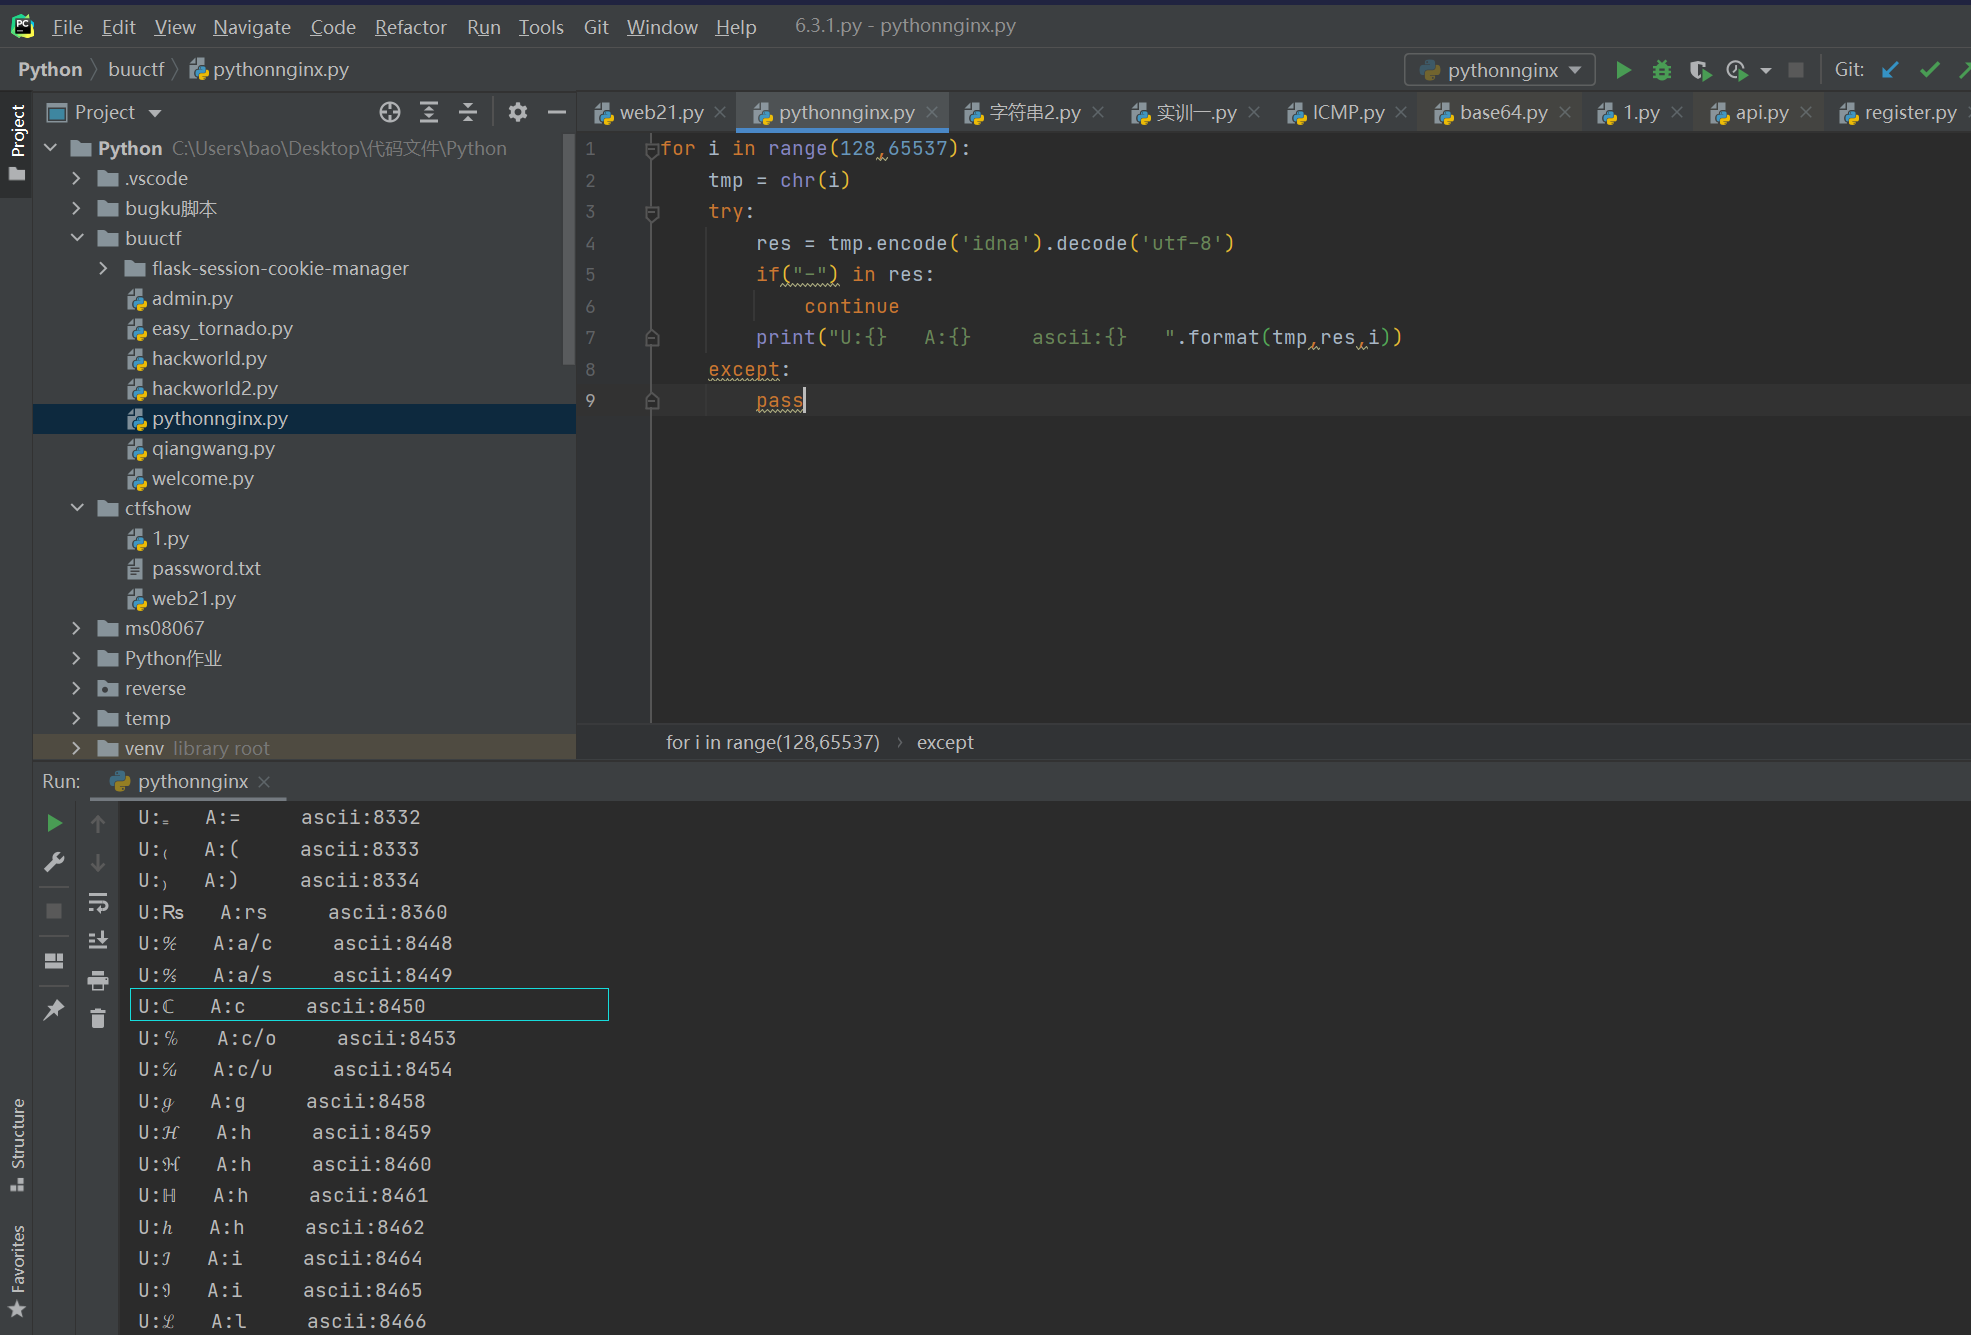 File Edit View Navigate Code Refactor Run Tools Git Window Help 6.3.1.py - pythonnginx.py
Python buuctf pythonnginx.py pythonnginx Git:
Project web21.py pythonnginx.py 字符串2.py 实训一.py ICMP.py base64.py 1.py api.py register.py
Project
Python C:\Users\bao\Desktop\代码文件\Python
.vscode
bugku脚本
buuctf
flask-session-cookie-manager
admin.py
easy_tornado.py
hackworld.py
hackworld2.py
pythonnginx.py
qiangwang.py
welcome.py
ctfshow
1.py
password.txt
web21.py
ms08067
Python作业
reverse
temp
venv library root
1 for i in range(128,65537):
2 tmp = chr(i)
3 try:
4 res = tmp.encode('idna').decode('utf-8')
5 if("-") in res:
6 continue
7 print("U:{}   A:{}     ascii:{}   ".format(tmp,res,i))
8 except:
9 pass
for i in range(128,65537) › except
Run: pythonnginx
U:₌   A:=     ascii:8332
U:₍   A:(     ascii:8333
U:₎   A:)     ascii:8334
U:₨   A:rs     ascii:8360
U:℀   A:a/c     ascii:8448
U:℁   A:a/s     ascii:8449
U:ℂ   A:c     ascii:8450
U:℅   A:c/o     ascii:8453
U:℆   A:c/u     ascii:8454
U:ℊ   A:g     ascii:8458
U:ℋ   A:h     ascii:8459
U:ℌ   A:h     ascii:8460
U:ℍ   A:h     ascii:8461
U:ℎ   A:h     ascii:8462
U:ℐ   A:i     ascii:8464
U:ℑ   A:i     ascii:8465
U:ℒ   A:l     ascii:8466
Structure
Favorites